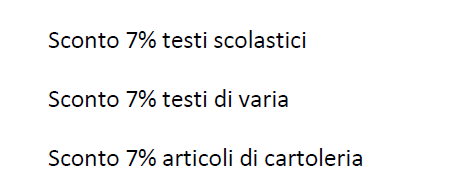 Sconto 7% testi scolastici
Sconto 7% testi di varia
Sconto 7% articoli di cartoleria